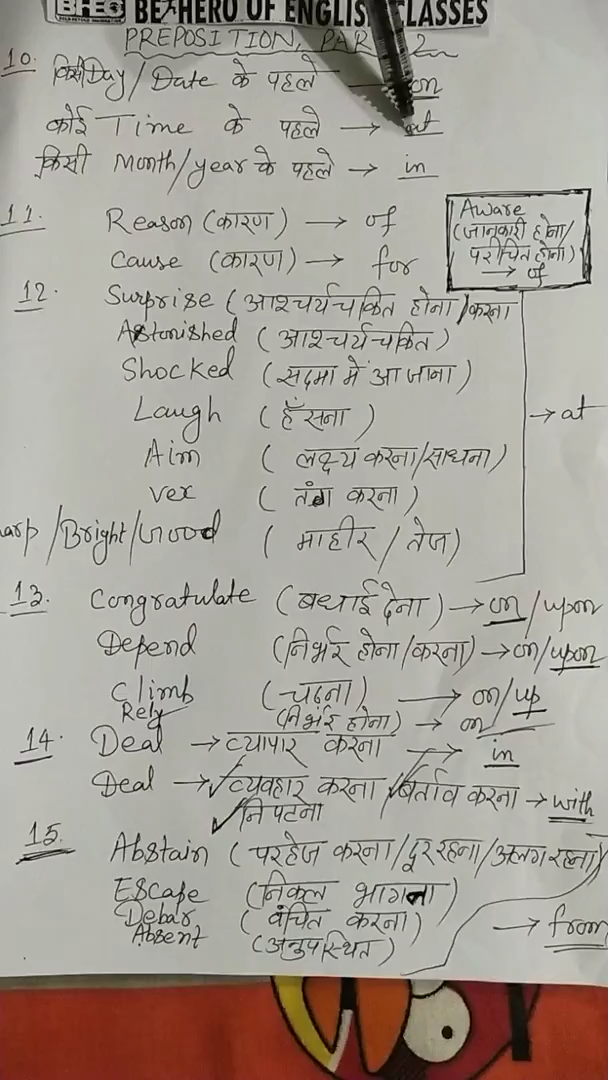 BHEG BE A HERO OF ENGLISH CLASSES
PREPOSITION, PART 2
10. किसी Day/Date के पहले → on
कोई Time के पहले → at
किसी Month/year के पहले → in
11. Reason (कारण) → of
Cause (कारण) → for
Aware
(जानकारी होना/
परीचित होना)
→ of
12. Surprise (आश्चर्यचकित होना/करना
Astonished (आश्चर्यचकित)
Shocked (सदमा में आ जाना)
Laugh (हँसना)
→ at
Aim (लक्ष्य करना/साधना)
vex (तंग करना)
/Bright/Good (माहीर/तेज)
13. Congratulate (बधाई देना) → on/upon
Depend (निर्भर होना/करना) → on/upon
Climb (चढ़ना) → on/up
Rely (निर्भर होना) → on
14. Deal → व्यापार करना → in
Deal → व्यवहार करना/बर्ताव करना → with
निपटना
15. Abstain (परहेज करना/दूर रहना/अलग रहना)
Escape (निकल भागना)
Debar (वंचित करना) → from
Absent (अनुपस्थित)